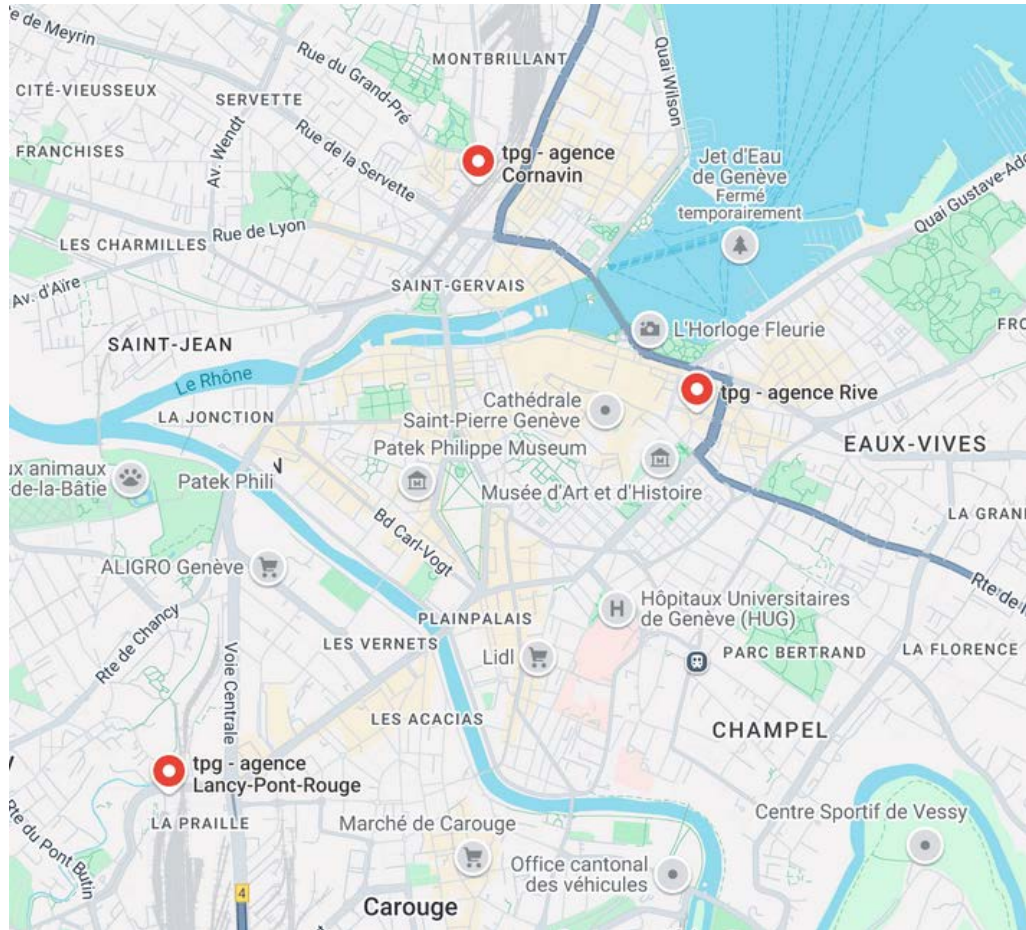 e de Meyrin
MONTBRILLANT
Rue du Grand-Pré
Quai Wilson
CITÉ-VIEUSSEUX
SERVETTE
FRANCHISES
Av. Wendt
Rue de la Servette
tpg - agence
Cornavin
Jet d'Eau
de Genève
Fermé
temporairement
Quai Gustave-Ado
LES CHARMILLES
Rue de Lyon
Av. d'Aire
SAINT-GERVAIS
SAINT-JEAN
L'Horloge Fleurie
FRO
Le Rhône
tpg - agence Rive
Cathédrale
Saint-Pierre Genève
LA JONCTION
Patek Philippe Museum
EAUX-VIVES
ux animaux
-de-la-Bâtie
Patek Phili
N
Musée d'Art et d'Histoire
LA GRAN
Bd Carl-Vogt
ALIGRO Genève
Rte de
H
Hôpitaux Universitaires
de Genève (HUG)
PLAINPALAIS
Rte de Chancy
Voie Centrale
LES VERNETS
Lidl
PARC BERTRAND
LA FLORENCE
LES ACACIAS
CHAMPEL
tpg - agence
Lancy-Pont-Rouge
Rte du Pont Butin
LA PRAILLE
Marché de Carouge
Centre Sportif de Vessy
Office cantonal
des véhicules
4
Carouge